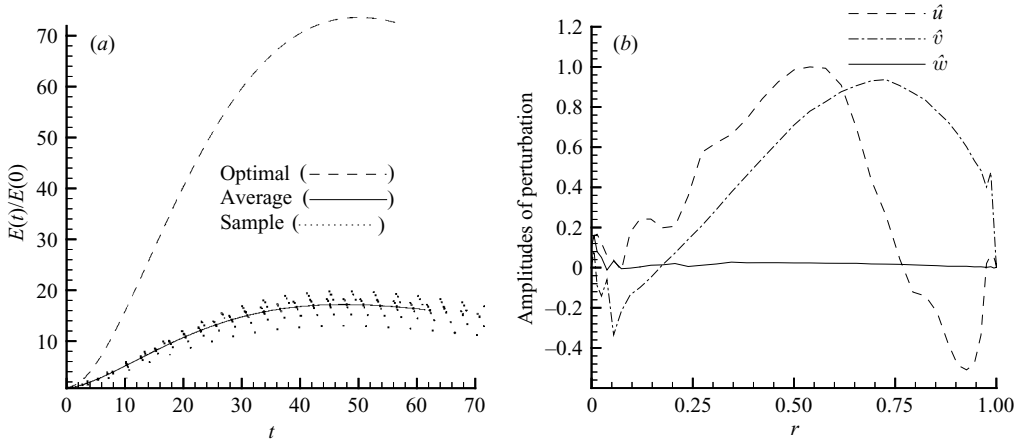 (a)
E(t)/E(0)
70
60
50
40
30
20
10
Optimal ( )
Average ( )
Sample ( )
0 10 20 30 40 50 60 70
t
(b)
û
v̂
ŵ
Amplitudes of perturbation
1.2
1.0
0.8
0.6
0.4
0.2
0
–0.2
–0.4
0 0.25 0.50 0.75 1.00
r